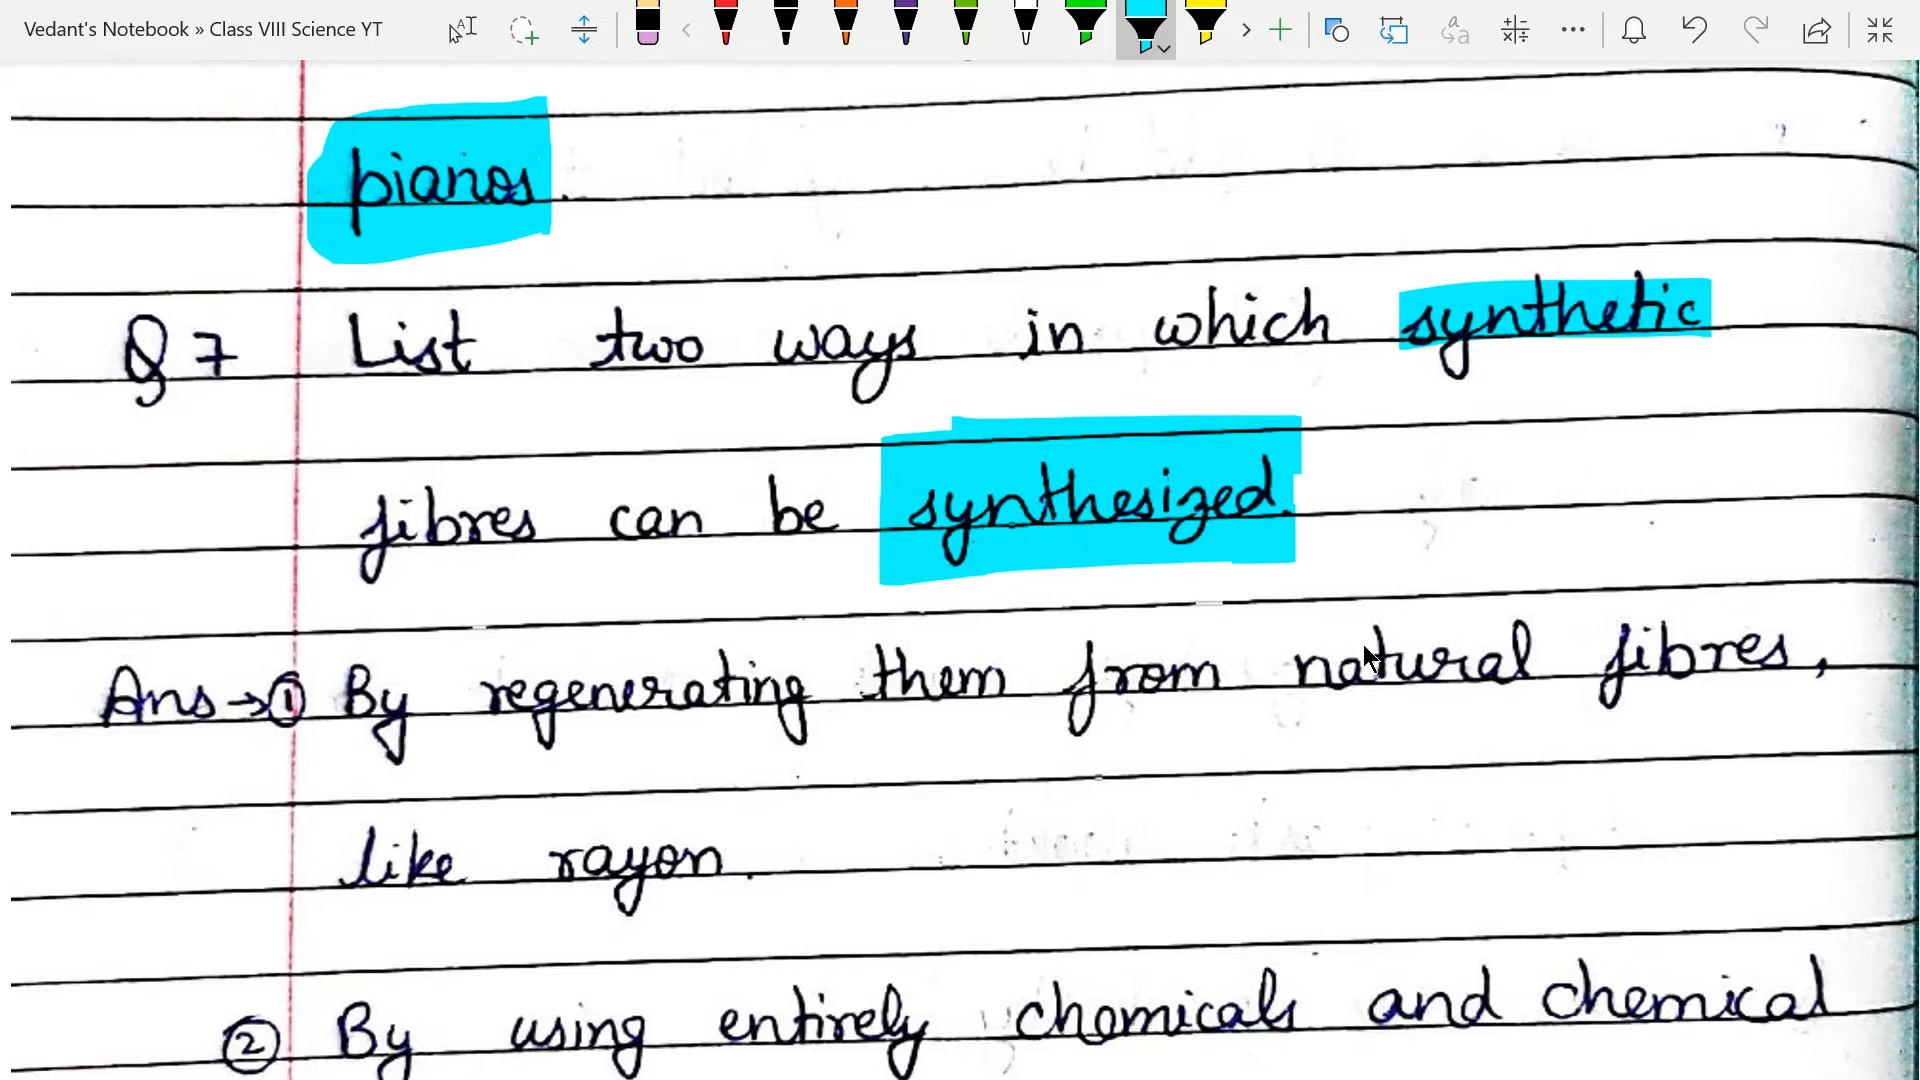 Vedant's Notebook » Class VIII Science YT
pianos.
Q 7 List two ways in which synthetic
fibres can be synthesized.
Ans → ① By regenerating them from natural fibres,
like rayon.
② By using entirely chemicals and chemical